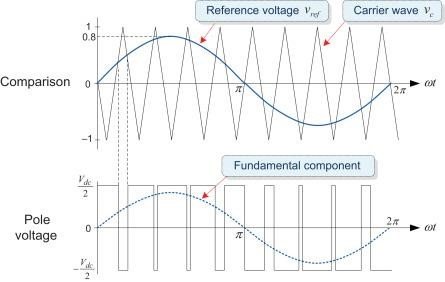 Reference voltage v_ref
Carrier wave v_c
1
0.8
Comparison
0
π
2π
ωt
−1
Fundamental component
V_dc/2
Pole voltage
0
π
2π
ωt
−V_dc/2